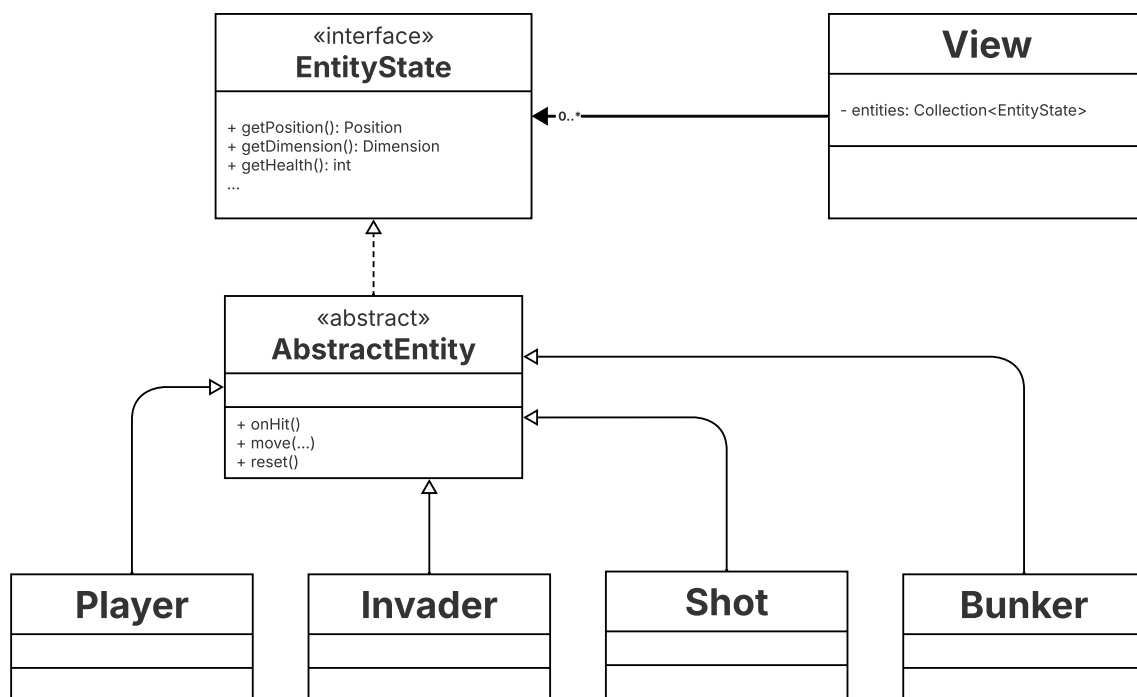 «interface»
EntityState
+ getPosition(): Position
+ getDimension(): Dimension
+ getHealth(): int
...
0..*
View
- entities: Collection<EntityState>
«abstract»
AbstractEntity
+ onHit()
+ move(...)
+ reset()
Player
Invader
Shot
Bunker